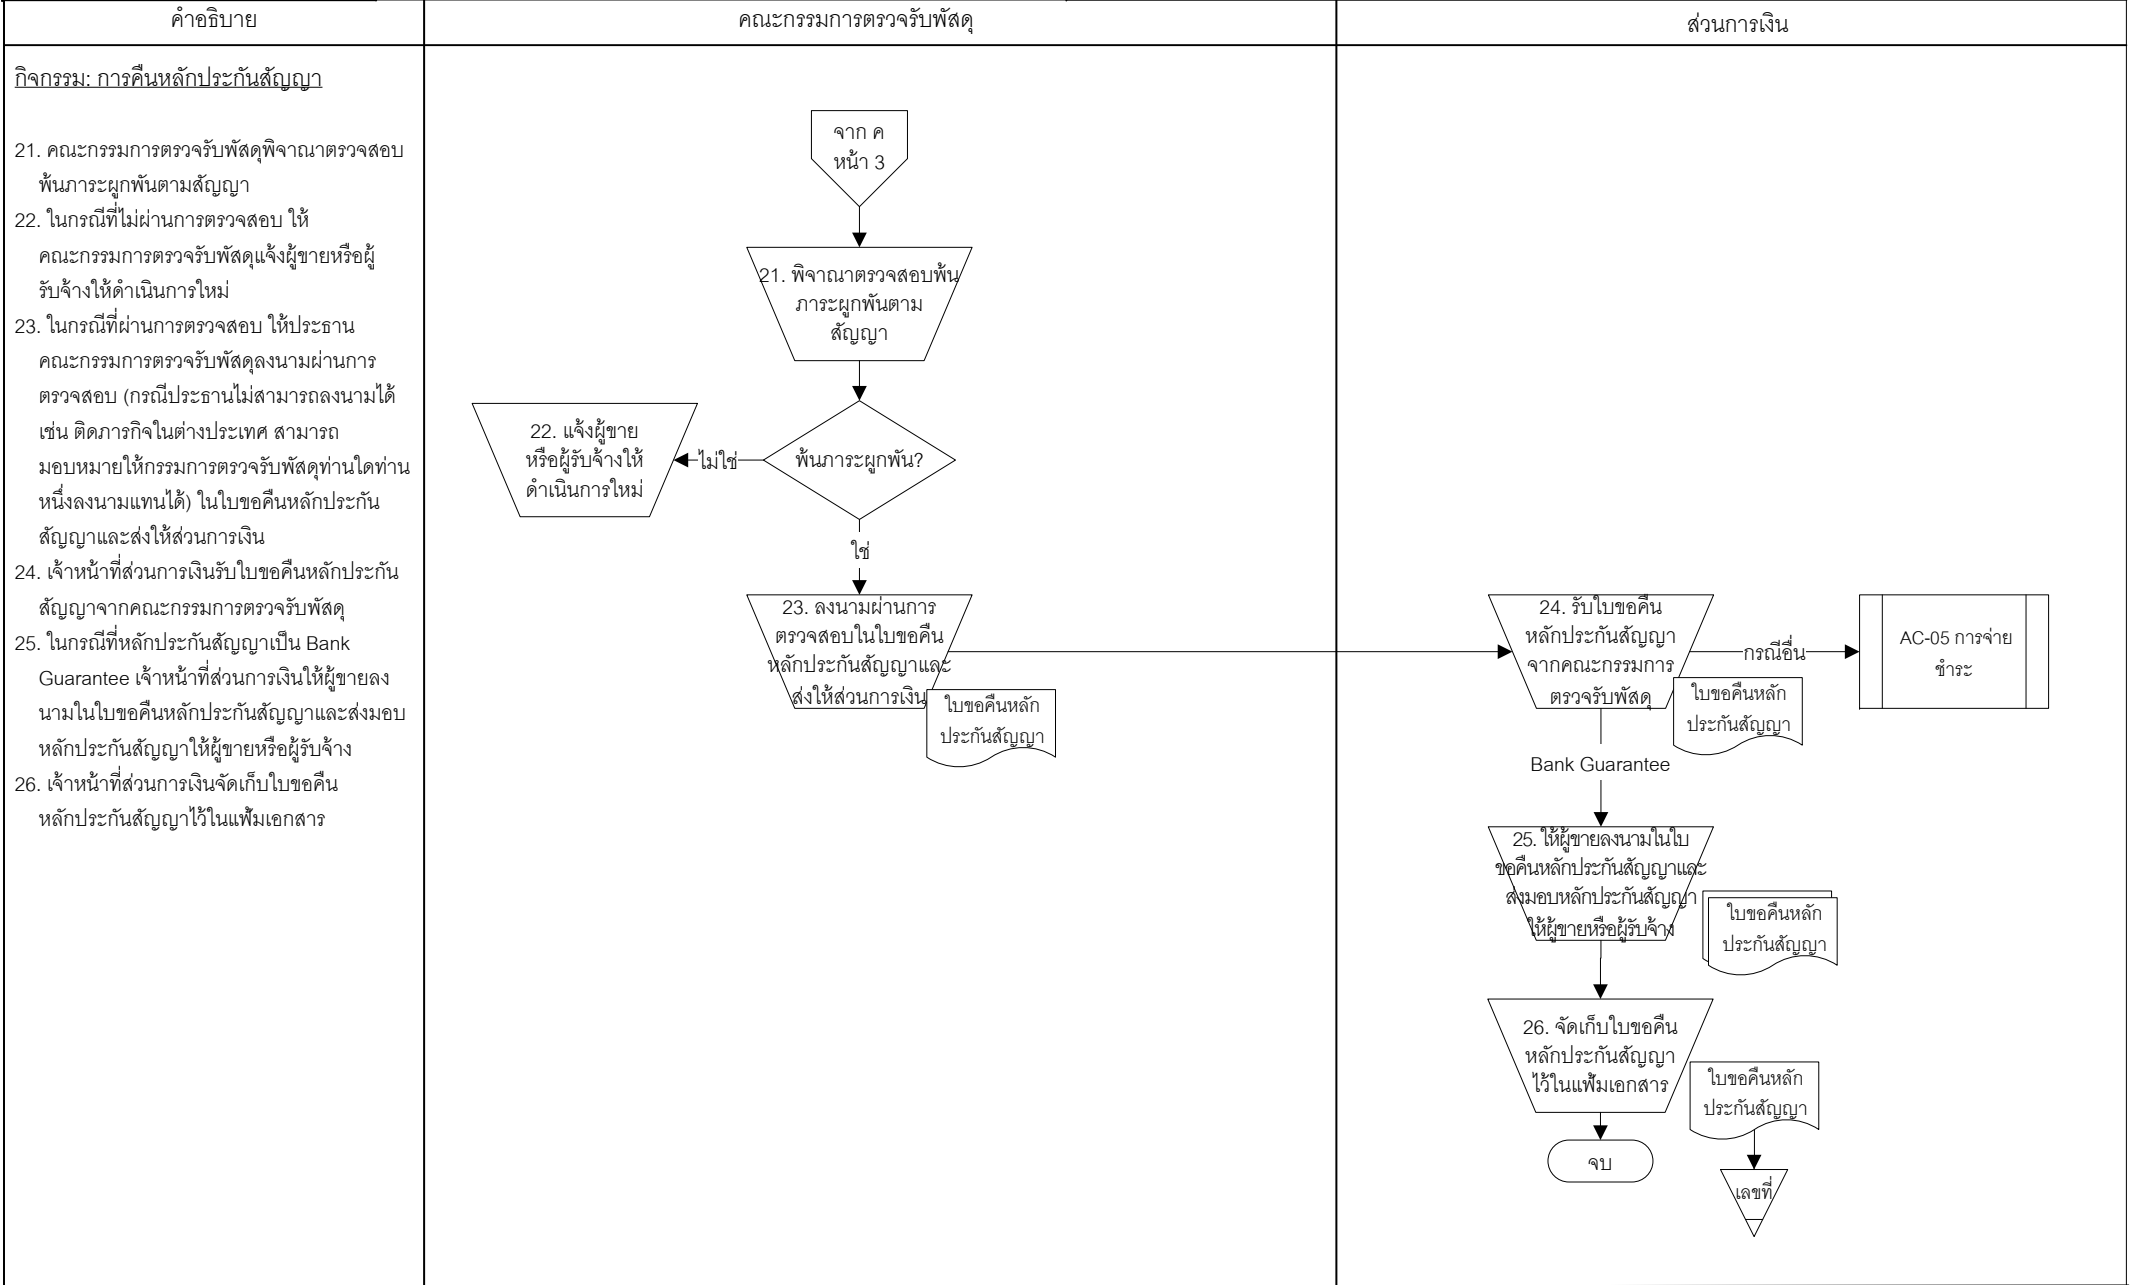 คำอธิบาย
คณะกรรมการตรวจรับพัสดุ
ส่วนการเงิน
กิจกรรม: การคืนหลักประกันสัญญา
21. คณะกรรมการตรวจรับพัสดุพิจาณาตรวจสอบ
พ้นภาระผูกพันตามสัญญา
22. ในกรณีที่ไม่ผ่านการตรวจสอบ ให้
คณะกรรมการตรวจรับพัสดุแจ้งผู้ขายหรือผู้
รับจ้างให้ดำเนินการใหม่
23. ในกรณีที่ผ่านการตรวจสอบ ให้ประธาน
คณะกรรมการตรวจรับพัสดุลงนามผ่านการ
ตรวจสอบ (กรณีประธานไม่สามารถลงนามได้
เช่น ติดภารกิจในต่างประเทศ สามารถ
มอบหมายให้กรรมการตรวจรับพัสดุท่านใดท่าน
หนึ่งลงนามแทนได้) ในใบขอคืนหลักประกัน
สัญญาและส่งให้ส่วนการเงิน
24. เจ้าหน้าที่ส่วนการเงินรับใบขอคืนหลักประกัน
สัญญาจากคณะกรรมการตรวจรับพัสดุ
25. ในกรณีที่หลักประกันสัญญาเป็น Bank
Guarantee เจ้าหน้าที่ส่วนการเงินให้ผู้ขายลง
นามในใบขอคืนหลักประกันสัญญาและส่งมอบ
หลักประกันสัญญาให้ผู้ขายหรือผู้รับจ้าง
26. เจ้าหน้าที่ส่วนการเงินจัดเก็บใบขอคืน
หลักประกันสัญญาไว้ในแฟ้มเอกสาร
จาก ค
หน้า 3
21. พิจาณาตรวจสอบพ้น
ภาระผูกพันตาม
สัญญา
พ้นภาระผูกพัน?
ไม่ใช่
22. แจ้งผู้ขาย
หรือผู้รับจ้างให้
ดำเนินการใหม่
ใช่
23. ลงนามผ่านการ
ตรวจสอบในใบขอคืน
หลักประกันสัญญาและ
ส่งให้ส่วนการเงิน
ใบขอคืนหลัก
ประกันสัญญา
24. รับใบขอคืน
หลักประกันสัญญา
จากคณะกรรมการ
ตรวจรับพัสดุ
ใบขอคืนหลัก
ประกันสัญญา
กรณีอื่น
AC-05 การจ่าย
ชำระ
Bank Guarantee
25. ให้ผู้ขายลงนามในใบ
ขอคืนหลักประกันสัญญาและ
ส่งมอบหลักประกันสัญญา
ให้ผู้ขายหรือผู้รับจ้าง
ใบขอคืนหลัก
ประกันสัญญา
26. จัดเก็บใบขอคืน
หลักประกันสัญญา
ไว้ในแฟ้มเอกสาร
ใบขอคืนหลัก
ประกันสัญญา
จบ
เลขที่